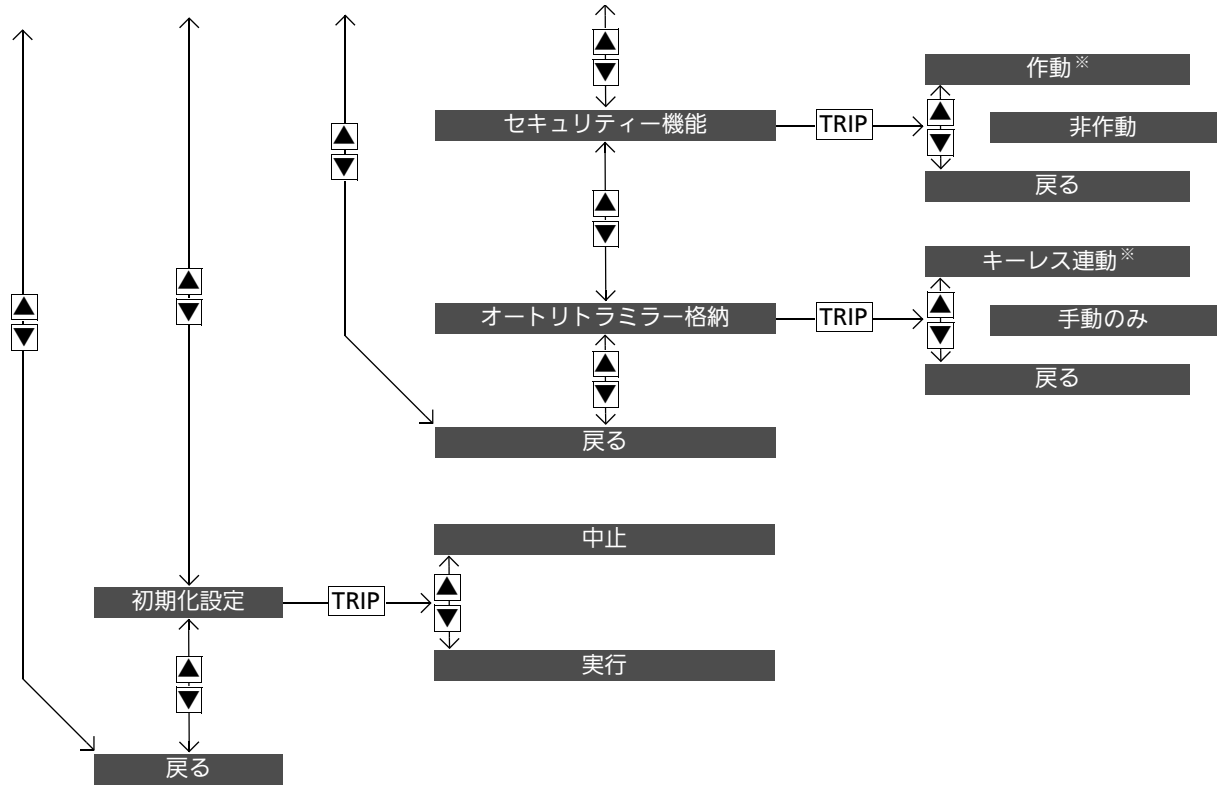 作動※
セキュリティー機能
TRIP
非作動
戻る
キーレス連動※
オートリトラミラー格納
TRIP
手動のみ
戻る
戻る
中止
初期化設定
TRIP
実行
戻る